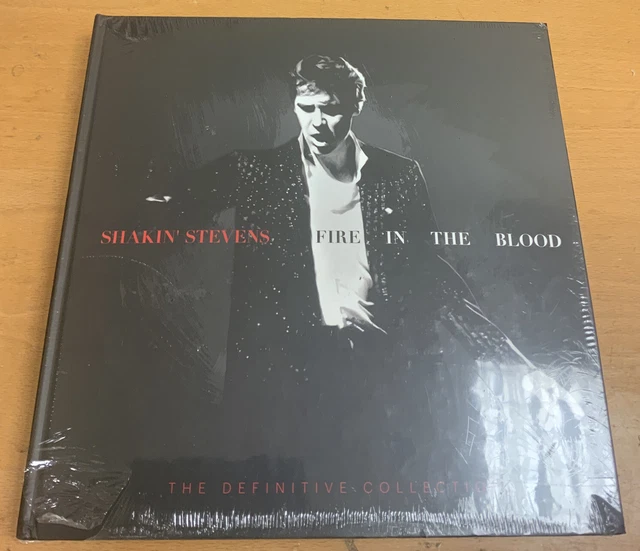 SHAKIN' STEVENS FIRE IN THE BLOOD
THE DEFINITIVE COLLECTION